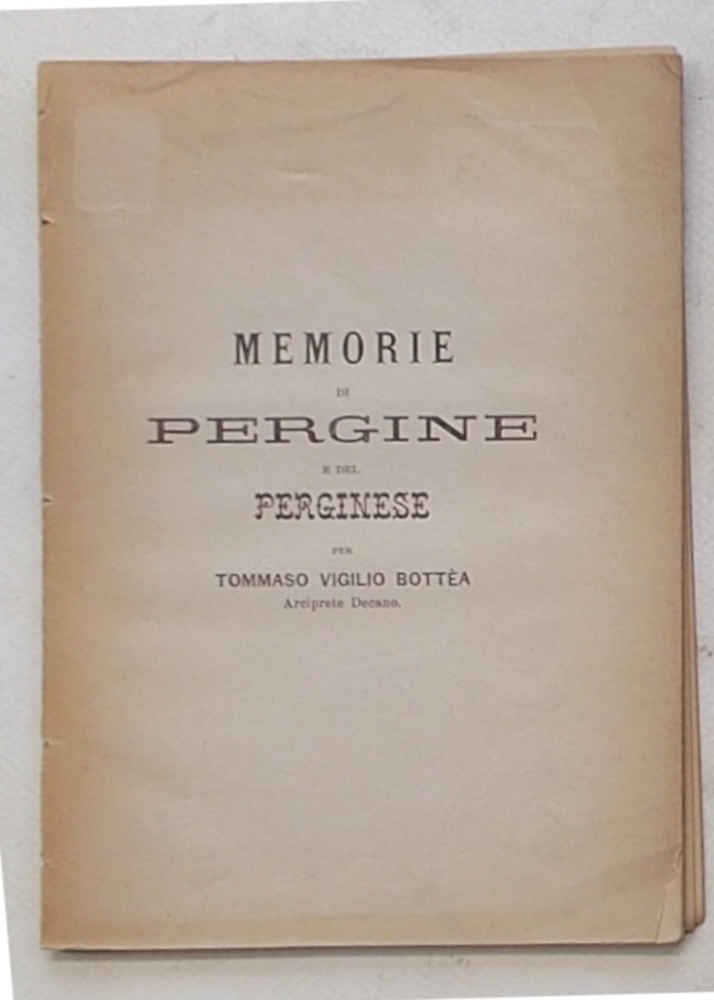 MEMORIE
DI
PERGINE
E DEL
PERGINESE
PER
TOMMASO VIGILIO BOTTÈA
Arciprete Decano.